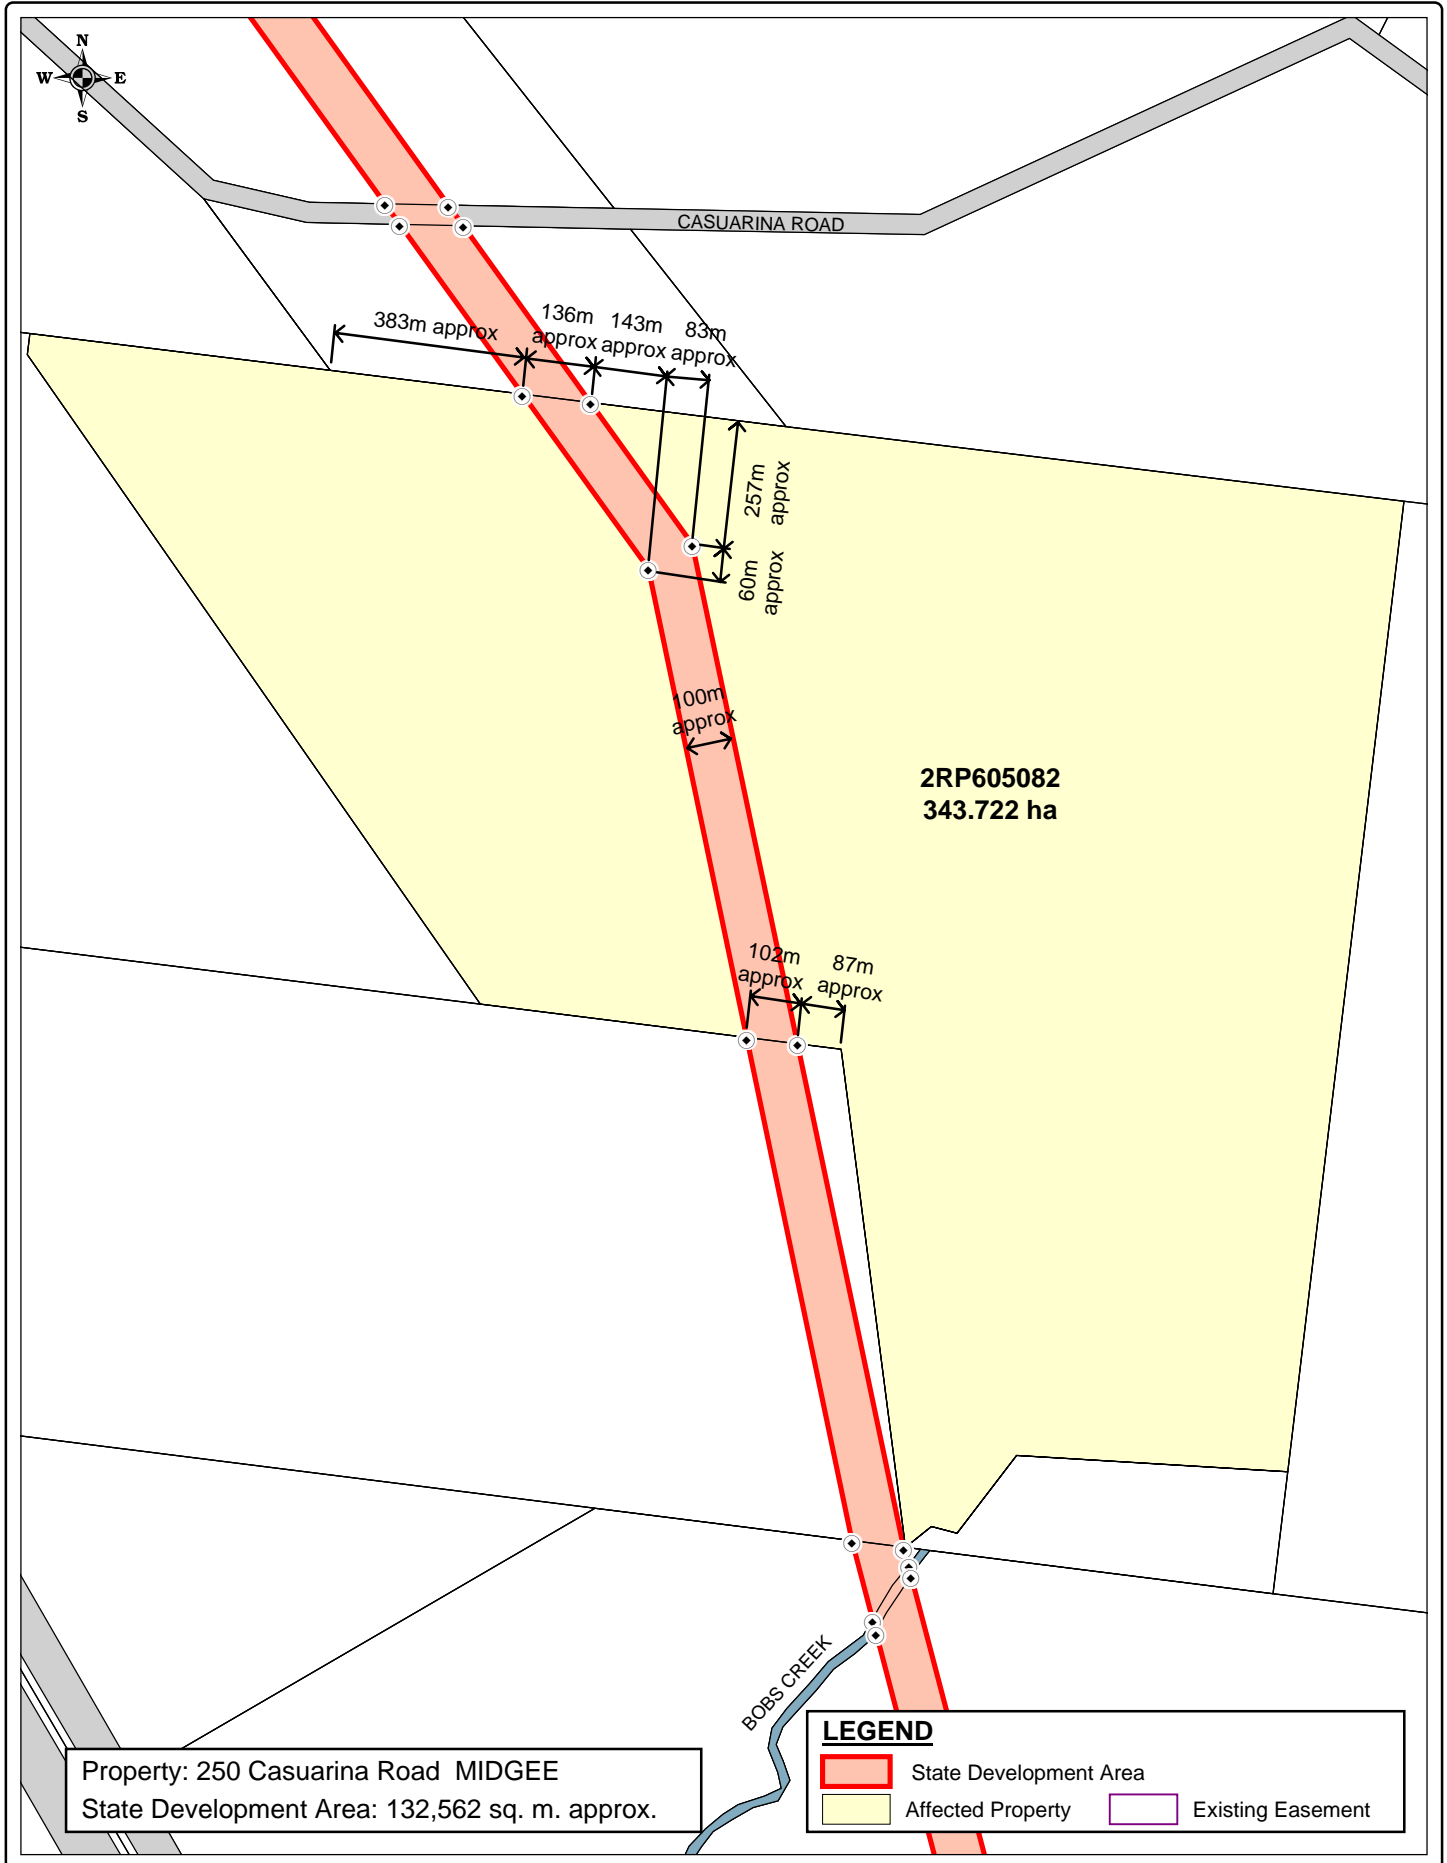 N
W E
S
CASUARINA ROAD
383m approx
136m
approx
143m
approx
83m
approx
257m
approx
60m
approx
100m
approx
2RP605082
343.722 ha
102m
approx
87m
approx
BOBS CREEK
LEGEND
State Development Area
Affected Property
Existing Easement
Property: 250 Casuarina Road MIDGEE
State Development Area: 132,562 sq. m. approx.